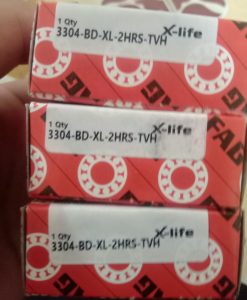 1 Qty
X-life
3304-BD-XL-2HRS-TVH
FAG
1 Qty
X-life
3304-BD-XL-2HRS-TVH
FAG
1 Qty
X-life
3304-BD-XL-2HRS-TVH